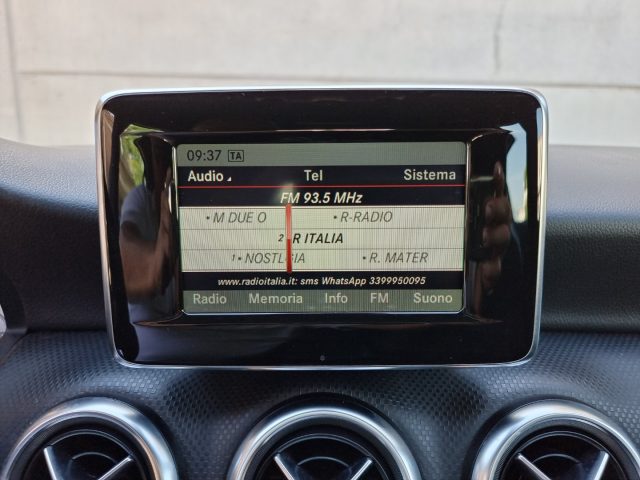 09:37 TA
Audio Tel Sistema
FM 93.5 MHz
• M DUE O • R-RADIO
2 R ITALIA
1 • NOSTLGIA • R. MATER
www.radioitalia.it: sms WhatsApp 3399950095
Radio Memoria Info FM Suono